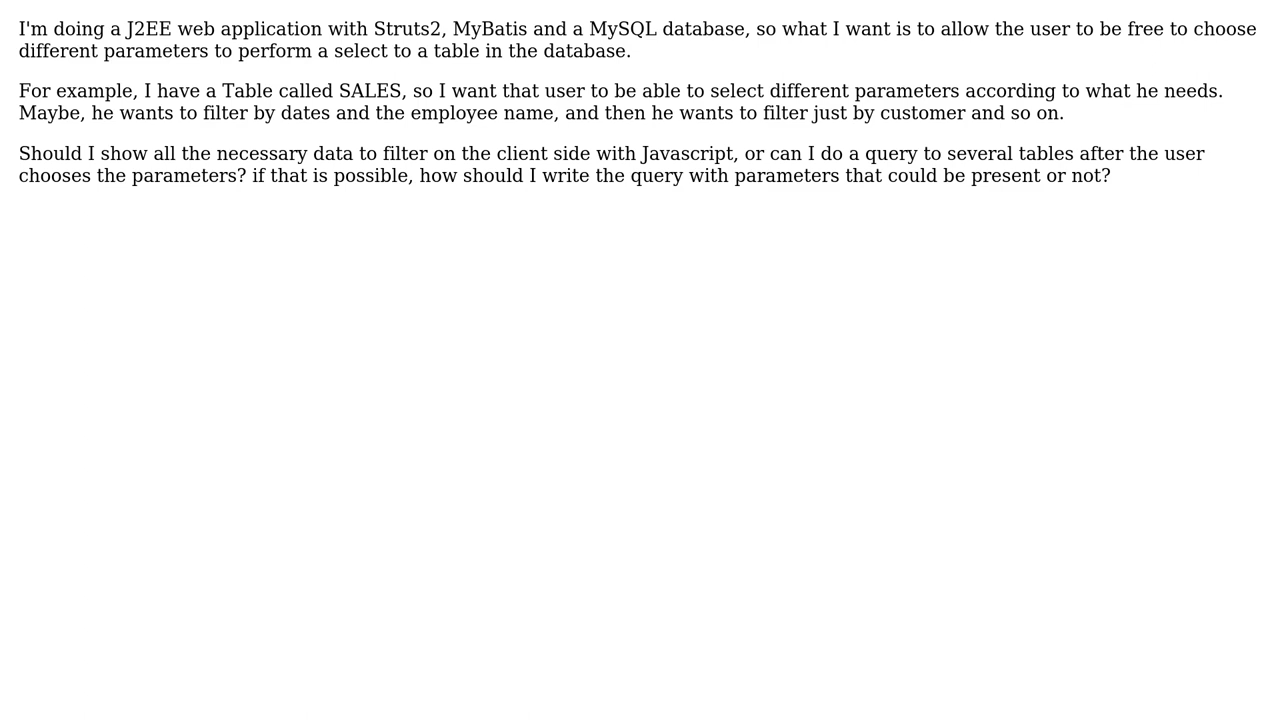 I'm doing a J2EE web application with Struts2, MyBatis and a MySQL database, so what I want is to allow the user to be free to choose
different parameters to perform a select to a table in the database.
For example, I have a Table called SALES, so I want that user to be able to select different parameters according to what he needs.
Maybe, he wants to filter by dates and the employee name, and then he wants to filter just by customer and so on.
Should I show all the necessary data to filter on the client side with Javascript, or can I do a query to several tables after the user
chooses the parameters? if that is possible, how should I write the query with parameters that could be present or not?